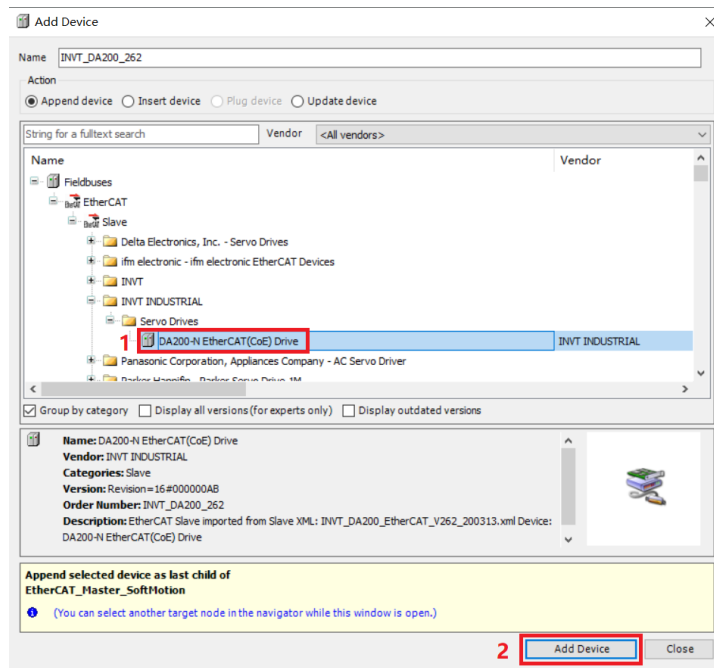 Add Device
Name INVT_DA200_262
Action
Append device Insert device Plug device Update device
String for a fulltext search Vendor <All vendors>
Name Vendor
Fieldbuses
EtherCAT
Slave
Delta Electronics, Inc. - Servo Drives
ifm electronic - ifm electronic EtherCAT Devices
INVT
INVT INDUSTRIAL
Servo Drives
1 DA200-N EtherCAT(CoE) Drive INVT INDUSTRIAL
Panasonic Corporation, Appliances Company - AC Servo Driver
Parker Hannifin - Parker Servo Drive 1M
Group by category Display all versions (for experts only) Display outdated versions
Name: DA200-N EtherCAT(CoE) Drive
Vendor: INVT INDUSTRIAL
Categories: Slave
Version: Revision=16#000000AB
Order Number: INVT_DA200_262
Description: EtherCAT Slave imported from Slave XML: INVT_DA200_EtherCAT_V262_200313.xml Device:
DA200-N EtherCAT(CoE) Drive
Append selected device as last child of
EtherCAT_Master_SoftMotion
(You can select another target node in the navigator while this window is open.)
2 Add Device Close